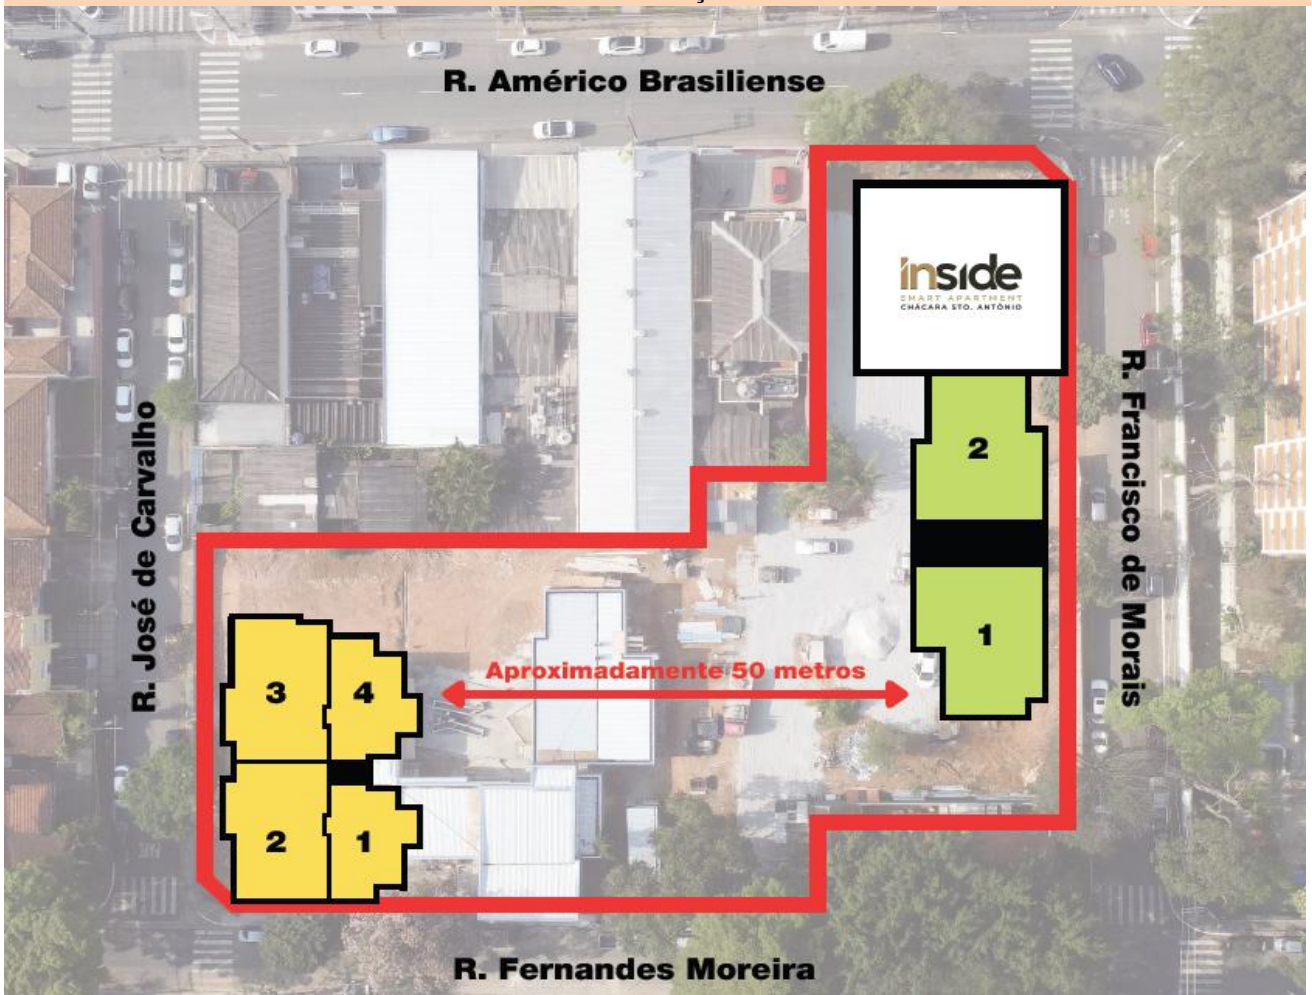 R. Américo Brasiliense
inside
SMART APARTMENT
CHÁCARA STO. ANTÔNIO
R. Francisco de Morais
2
1
R. José de Carvalho
Aproximadamente 50 metros
3
4
2
1
R. Fernandes Moreira